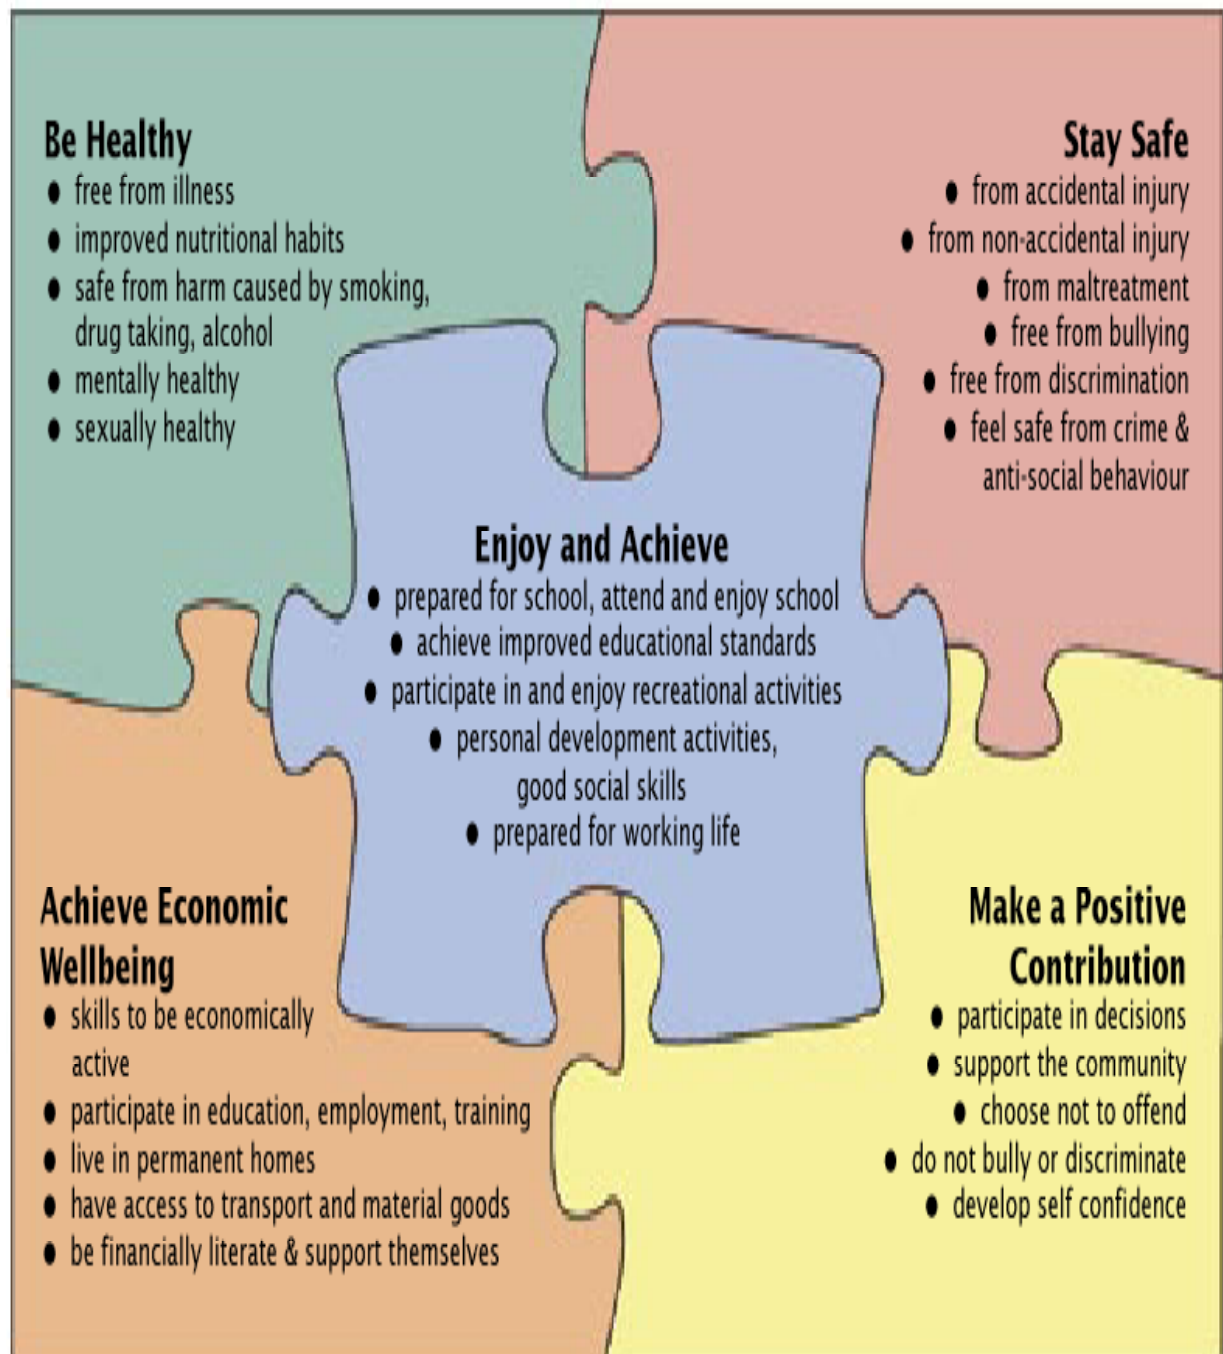 Be Healthy
● free from illness
● improved nutritional habits
● safe from harm caused by smoking,
drug taking, alcohol
● mentally healthy
● sexually healthy
Stay Safe
● from accidental injury
● from non-accidental injury
● from maltreatment
● free from bullying
● free from discrimination
● feel safe from crime &
anti-social behaviour
Enjoy and Achieve
● prepared for school, attend and enjoy school
● achieve improved educational standards
● participate in and enjoy recreational activities
● personal development activities,
good social skills
● prepared for working life
Achieve Economic
Wellbeing
● skills to be economically
active
● participate in education, employment, training
● live in permanent homes
● have access to transport and material goods
● be financially literate & support themselves
Make a Positive
Contribution
● participate in decisions
● support the community
● choose not to offend
● do not bully or discriminate
● develop self confidence